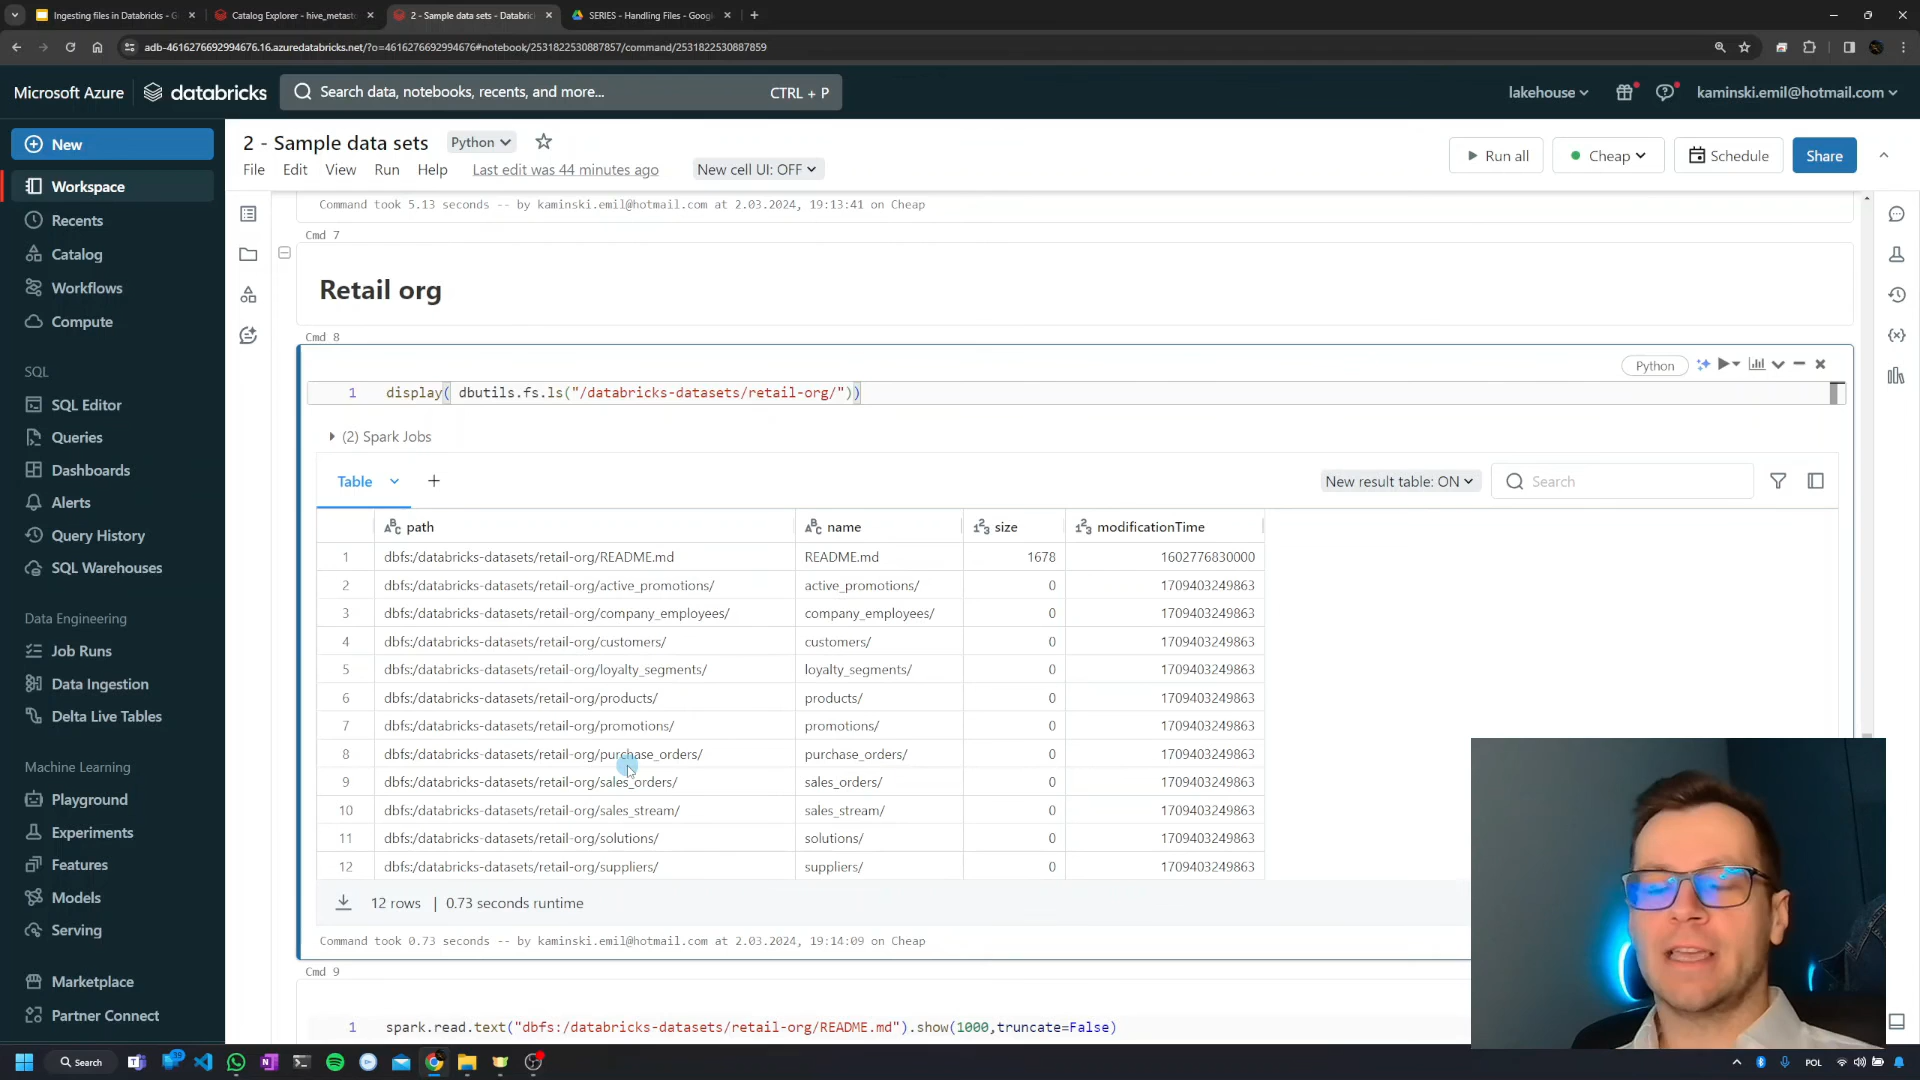 Ingesting files in Databricks - G
Catalog Explorer - hive_metast
2 - Sample data sets - Databric
SERIES - Handling Files - Googl
adb-4616276692994676.16.azuredatabricks.net/?o=4616276692994676#notebook/2531822530887857/command/2531822530887859
Microsoft Azure
databricks
Search data, notebooks, recents, and more...
CTRL + P
lakehouse
kaminski.emil@hotmail.com
New
Workspace
Recents
Catalog
Workflows
Compute
SQL
SQL Editor
Queries
Dashboards
Alerts
Query History
SQL Warehouses
Data Engineering
Job Runs
Data Ingestion
Delta Live Tables
Machine Learning
Playground
Experiments
Features
Models
Serving
Marketplace
Partner Connect
2 - Sample data sets
Python
File Edit View Run Help Last edit was 44 minutes ago New cell UI: OFF
Run all
Cheap
Schedule
Share
Command took 5.13 seconds -- by kaminski.emil@hotmail.com at 2.03.2024, 19:13:41 on Cheap
Cmd 7
Retail org
Cmd 8
Python
1 display( dbutils.fs.ls("/databricks-datasets/retail-org/"))
(2) Spark Jobs
Table
New result table: ON
Search
path name size modificationTime
1 dbfs:/databricks-datasets/retail-org/README.md README.md 1678 1602776830000
2 dbfs:/databricks-datasets/retail-org/active_promotions/ active_promotions/ 0 1709403249863
3 dbfs:/databricks-datasets/retail-org/company_employees/ company_employees/ 0 1709403249863
4 dbfs:/databricks-datasets/retail-org/customers/ customers/ 0 1709403249863
5 dbfs:/databricks-datasets/retail-org/loyalty_segments/ loyalty_segments/ 0 1709403249863
6 dbfs:/databricks-datasets/retail-org/products/ products/ 0 1709403249863
7 dbfs:/databricks-datasets/retail-org/promotions/ promotions/ 0 1709403249863
8 dbfs:/databricks-datasets/retail-org/purchase_orders/ purchase_orders/ 0 1709403249863
9 dbfs:/databricks-datasets/retail-org/sales_orders/ sales_orders/ 0 1709403249863
10 dbfs:/databricks-datasets/retail-org/sales_stream/ sales_stream/ 0 1709403249863
11 dbfs:/databricks-datasets/retail-org/solutions/ solutions/ 0 1709403249863
12 dbfs:/databricks-datasets/retail-org/suppliers/ suppliers/ 0 1709403249863
12 rows | 0.73 seconds runtime
Command took 0.73 seconds -- by kaminski.emil@hotmail.com at 2.03.2024, 19:14:09 on Cheap
Cmd 9
1 spark.read.text("dbfs:/databricks-datasets/retail-org/README.md").show(1000,truncate=False)
Search
POL